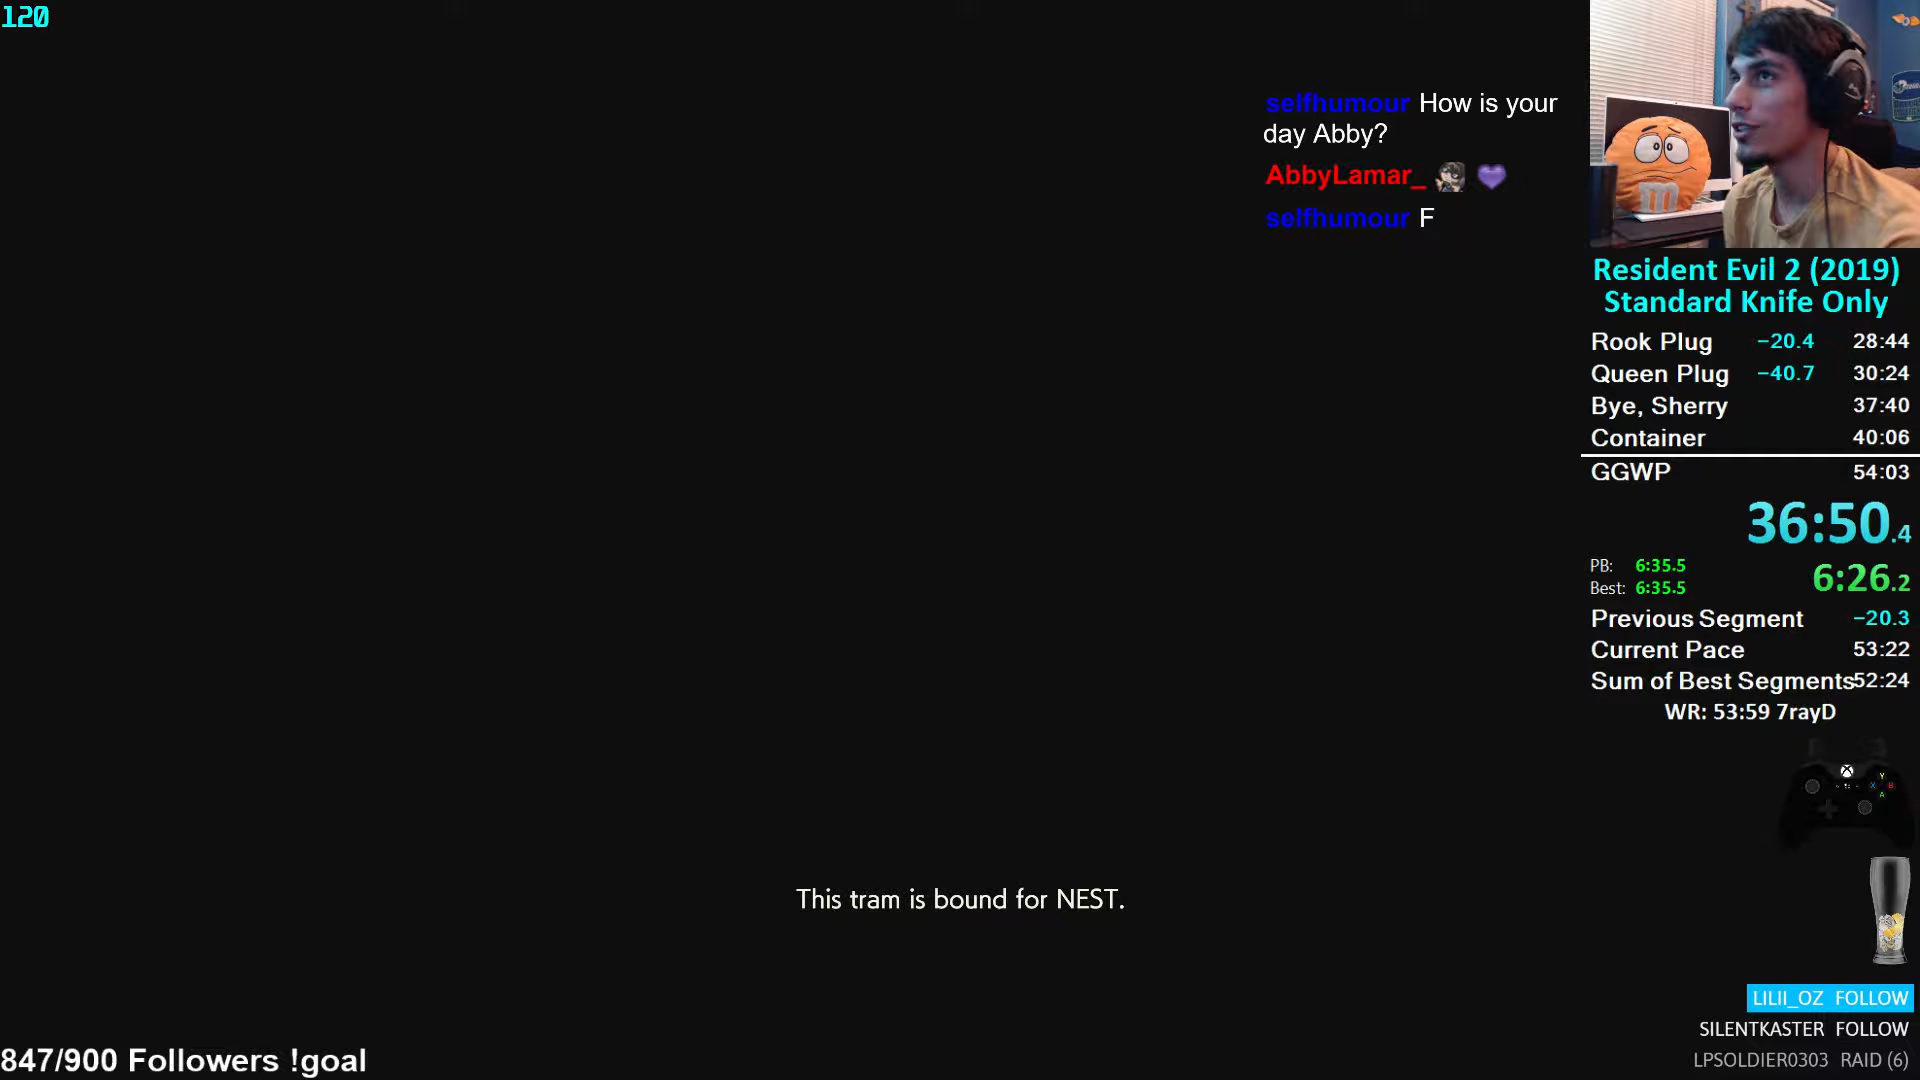 120
selfhumour How is your
day Abby?
AbbyLamar_
selfhumour F
Resident Evil 2 (2019)
Standard Knife Only
Rook Plug -20.4 28:44
Queen Plug -40.7 30:24
Bye, Sherry 37:40
Container 40:06
GGWP 54:03
36:50.4
PB: 6:35.5
6:26.2
Best: 6:35.5
Previous Segment -20.3
Current Pace 53:22
Sum of Best Segments 52:24
WR: 53:59 7rayD
Y
X B
A
This tram is bound for NEST.
LILII_OZ FOLLOW
SILENTKASTER FOLLOW
LPSOLDIER0303 RAID (6)
847/900 Followers !goal